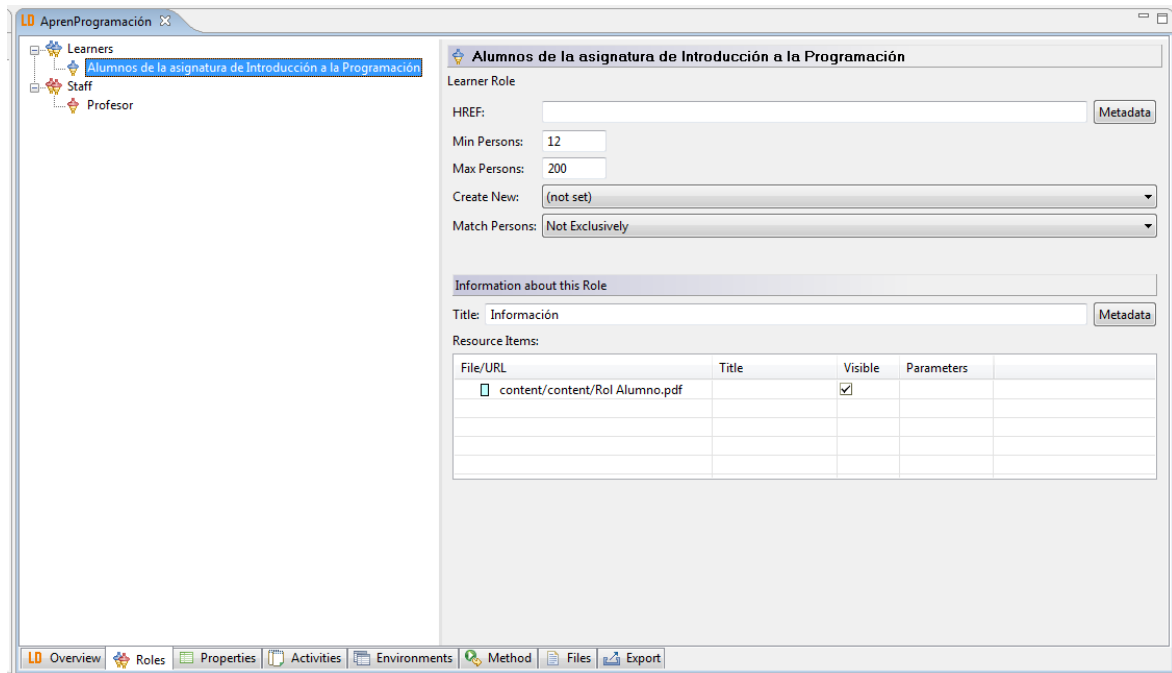 LD AprenProgramación
Learners
Alumnos de la asignatura de Introducción a la Programación
Staff
Profesor
Alumnos de la asignatura de Introducción a la Programación
Learner Role
HREF: Metadata
Min Persons: 12
Max Persons: 200
Create New: (not set)
Match Persons: Not Exclusively
Information about this Role
Title: Información Metadata
Resource Items:
File/URL Title Visible Parameters
content/content/Rol Alumno.pdf
LD Overview Roles Properties Activities Environments Method Files Export